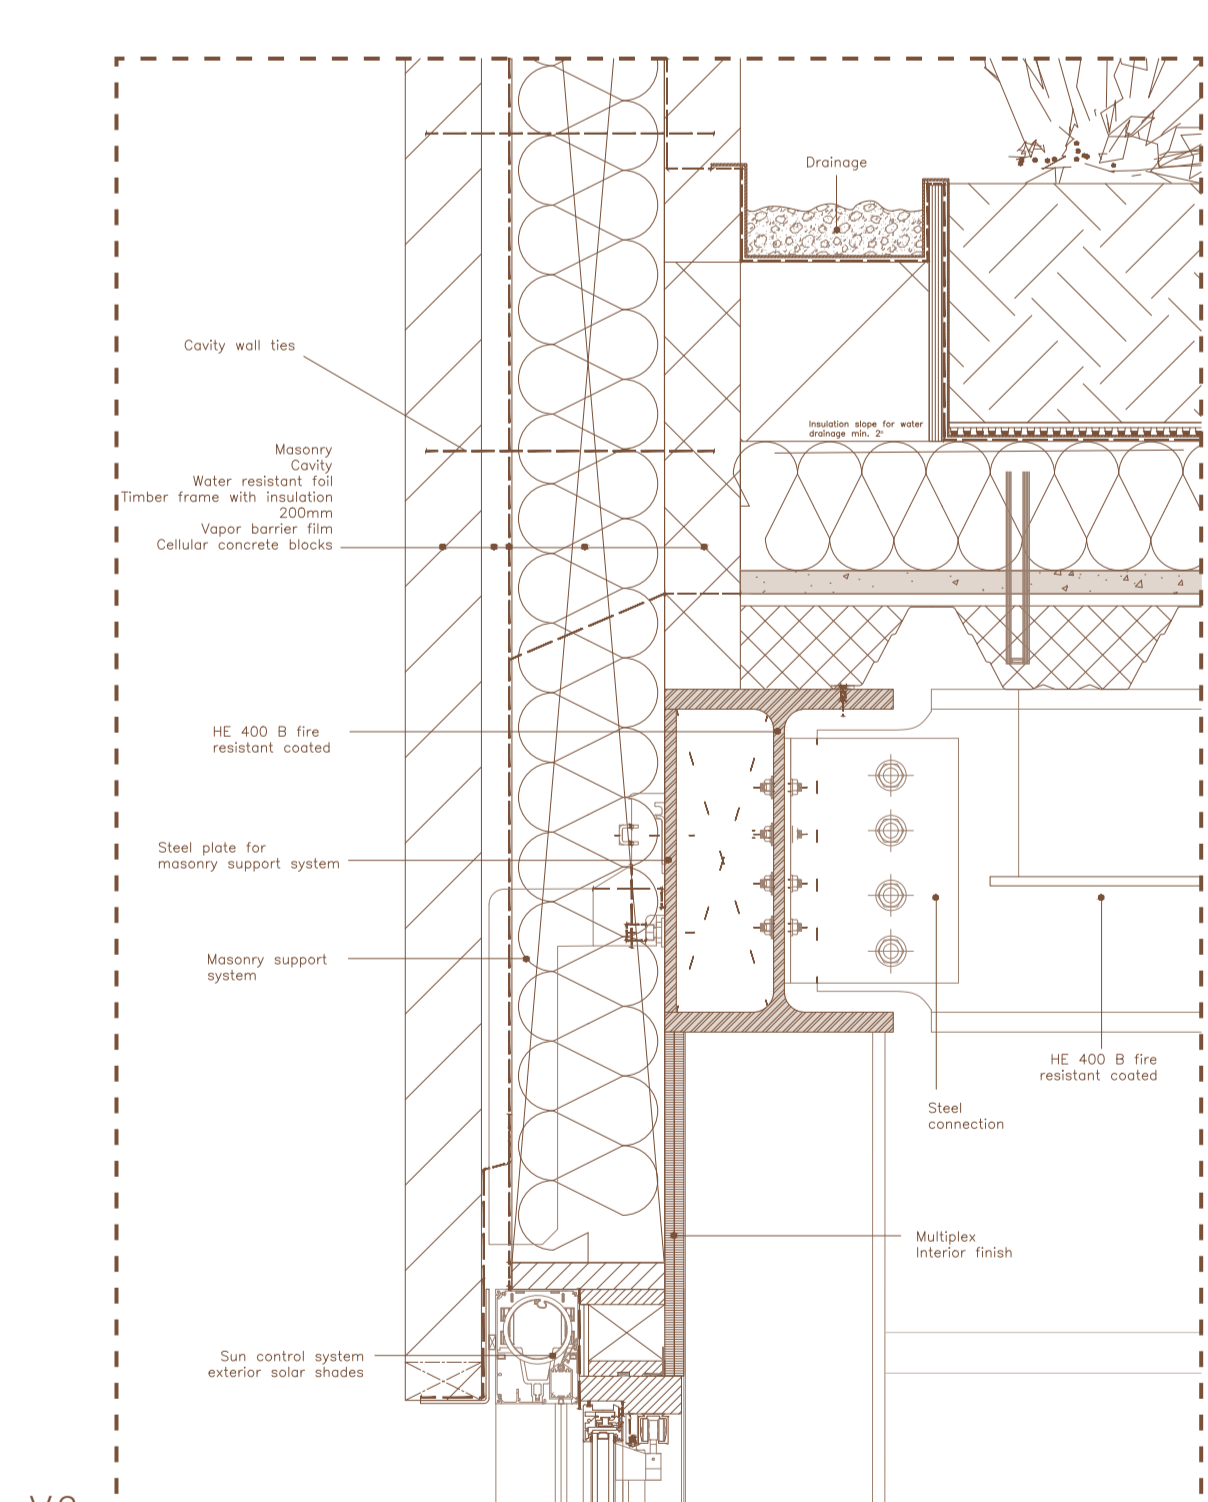 Drainage
Cavity wall ties
Insulation slope for water
drainage min. 2°
Masonry
Cavity
Water resistant foil
Timber frame with insulation
200mm
Vapor barrier film
Cellular concrete blocks
HE 400 B fire
resistant coated
Steel plate for
masonry support system
Masonry support
system
HE 400 B fire
resistant coated
Steel
connection
Multiplex
Interior finish
Sun control system
exterior solar shades